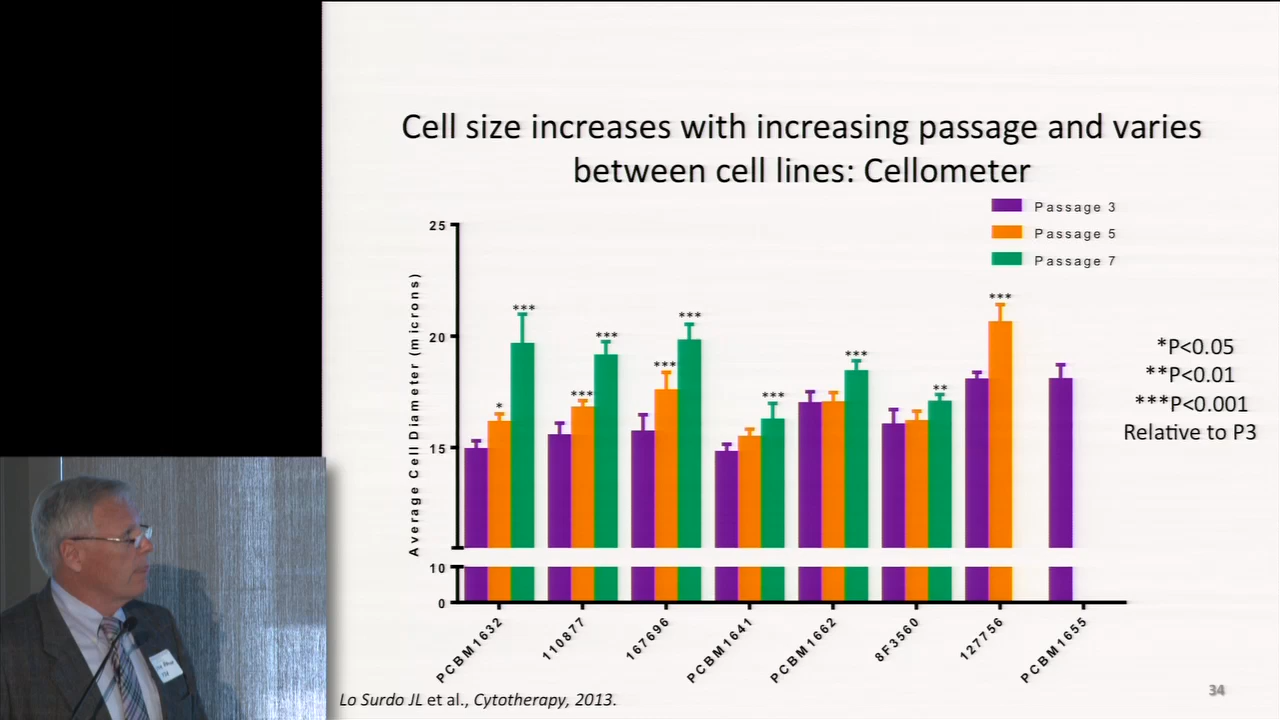 Cell size increases with increasing passage and varies
between cell lines: Cellometer
Passage 3
Passage 5
Passage 7
25
20
15
10
0
Average Cell Diameter (microns)
*
***
***
***
***
***
***
***
**
***
*P<0.05
**P<0.01
***P<0.001
Relative to P3
PCBM1632
110877
167696
PCBM1641
PCBM1662
8F3560
127756
PCBM1655
Lo Surdo JL et al., Cytotherapy, 2013.
34